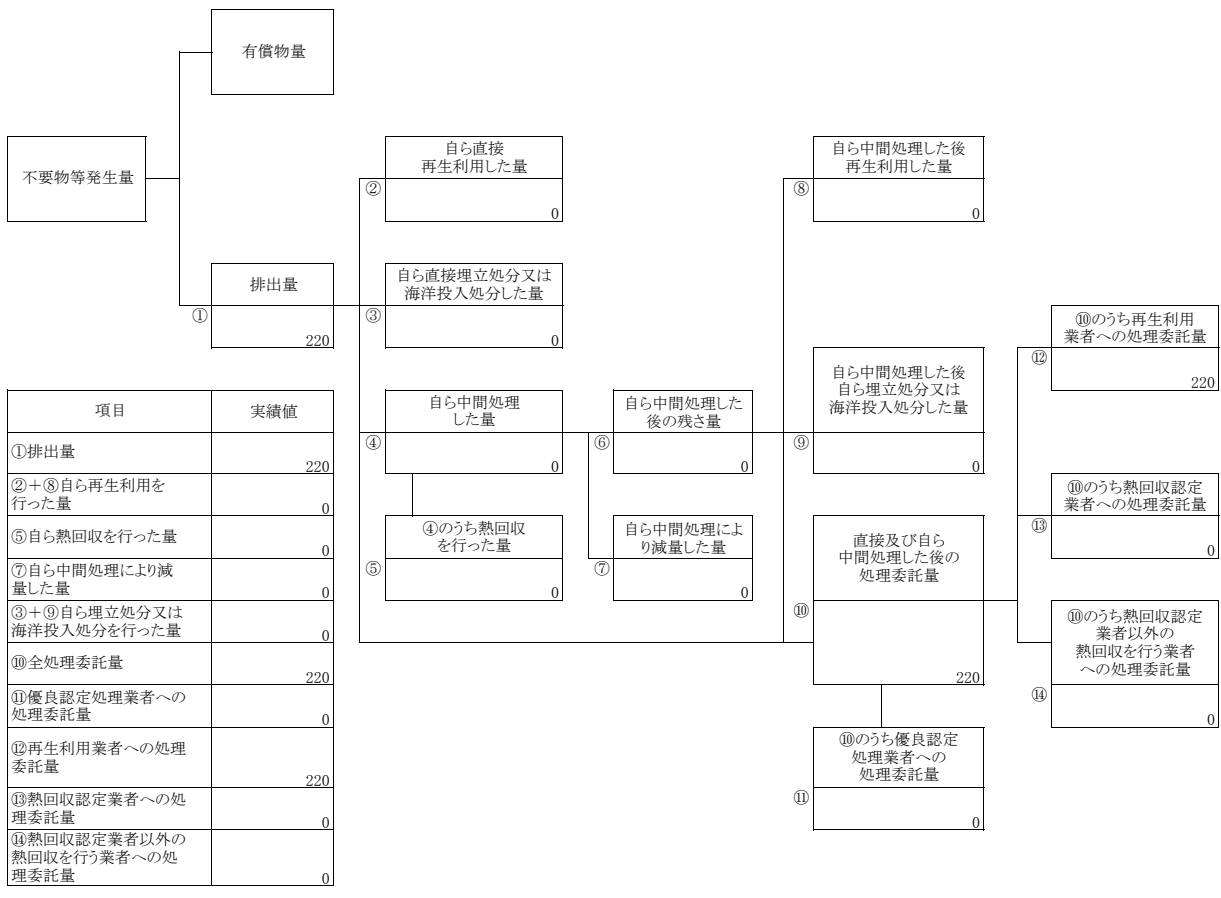 有償物量
不要物等発生量
排出量
①
220
自ら直接
再生利用した量
②
0
自ら直接埋立処分又は
海洋投入処分した量
③
0
自ら中間処理
した量
④
0
④のうち熱回収
を行った量
⑤
0
自ら中間処理した
後の残さ量
⑥
0
自ら中間処理によ
り減量した量
⑦
0
自ら中間処理した後
再生利用した量
⑧
0
自ら中間処理した後
自ら埋立処分又は
海洋投入処分した量
⑨
0
直接及び自ら
中間処理した後の
処理委託量
⑩
220
⑩のうち優良認定
処理業者への
処理委託量
⑪
0
⑩のうち再生利用
業者への処理委託量
⑫
220
⑩のうち熱回収認定
業者への処理委託量
⑬
0
⑩のうち熱回収認定
業者以外の
熱回収を行う業者
への処理委託量
⑭
0
項目 実績値
①排出量
220
②＋⑧自ら再生利用を
行った量
0
⑤自ら熱回収を行った量
0
⑦自ら中間処理により減
量した量
0
③＋⑨自ら埋立処分又は
海洋投入処分を行った量
0
⑩全処理委託量
220
⑪優良認定処理業者への
処理委託量
0
⑫再生利用業者への処理
委託量
220
⑬熱回収認定業者への処
理委託量
0
⑭熱回収認定業者以外の
熱回収を行う業者への処
理委託量
0